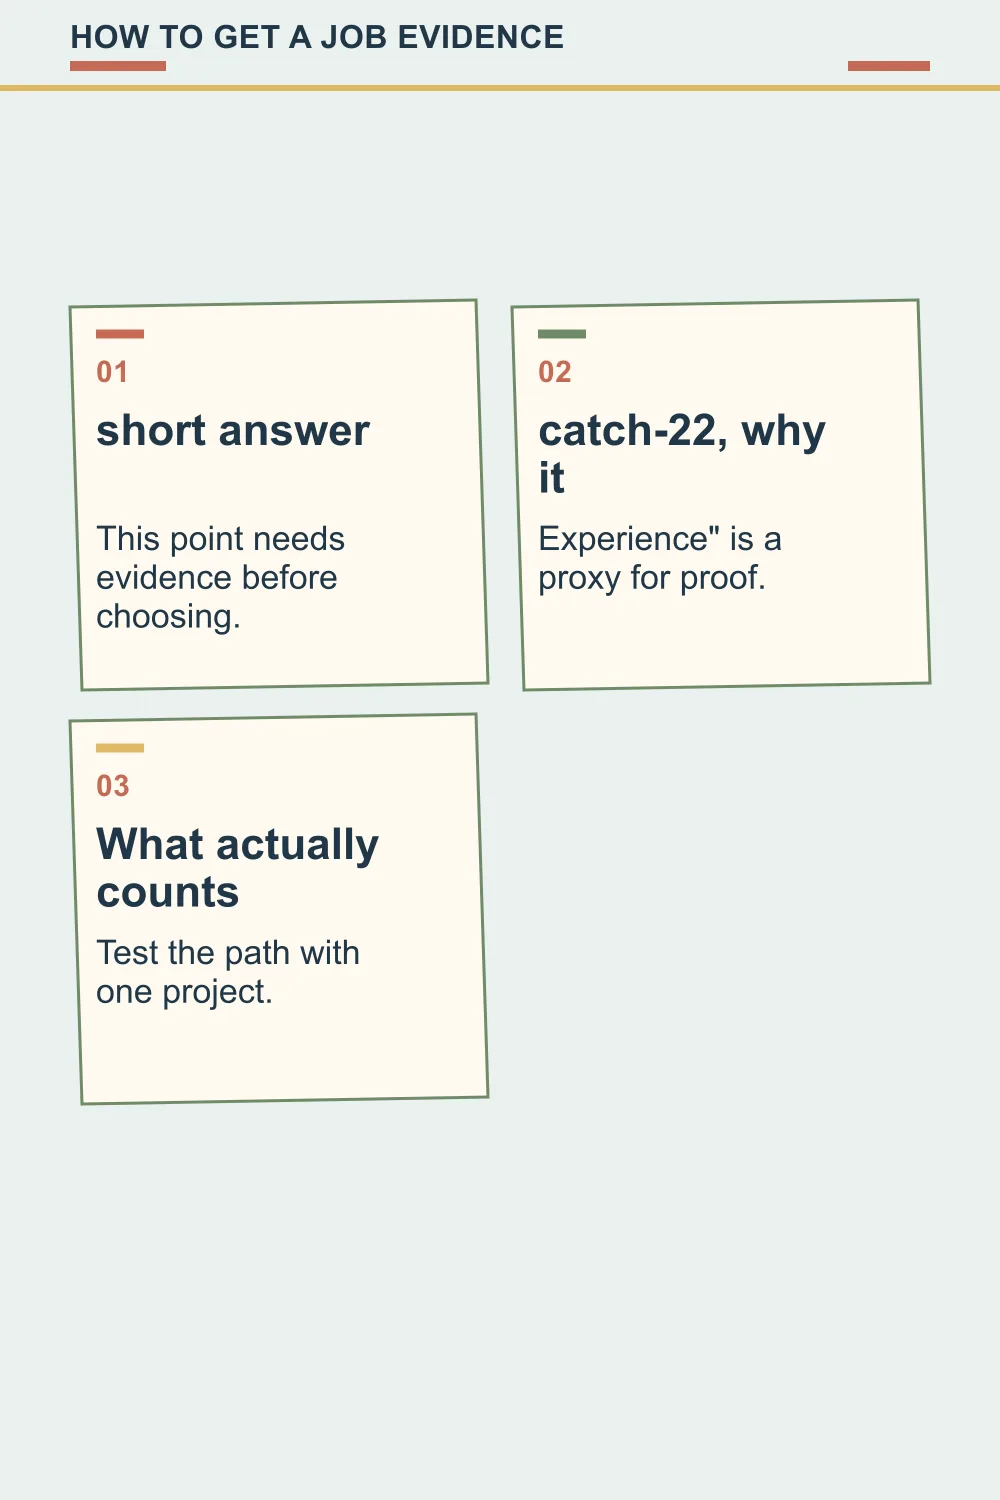 HOW TO GET A JOB EVIDENCE
01
short answer
This point needs
evidence before
choosing.
02
catch-22, why
it
Experience" is a
proxy for proof.
03
What actually
counts
Test the path with
one project.